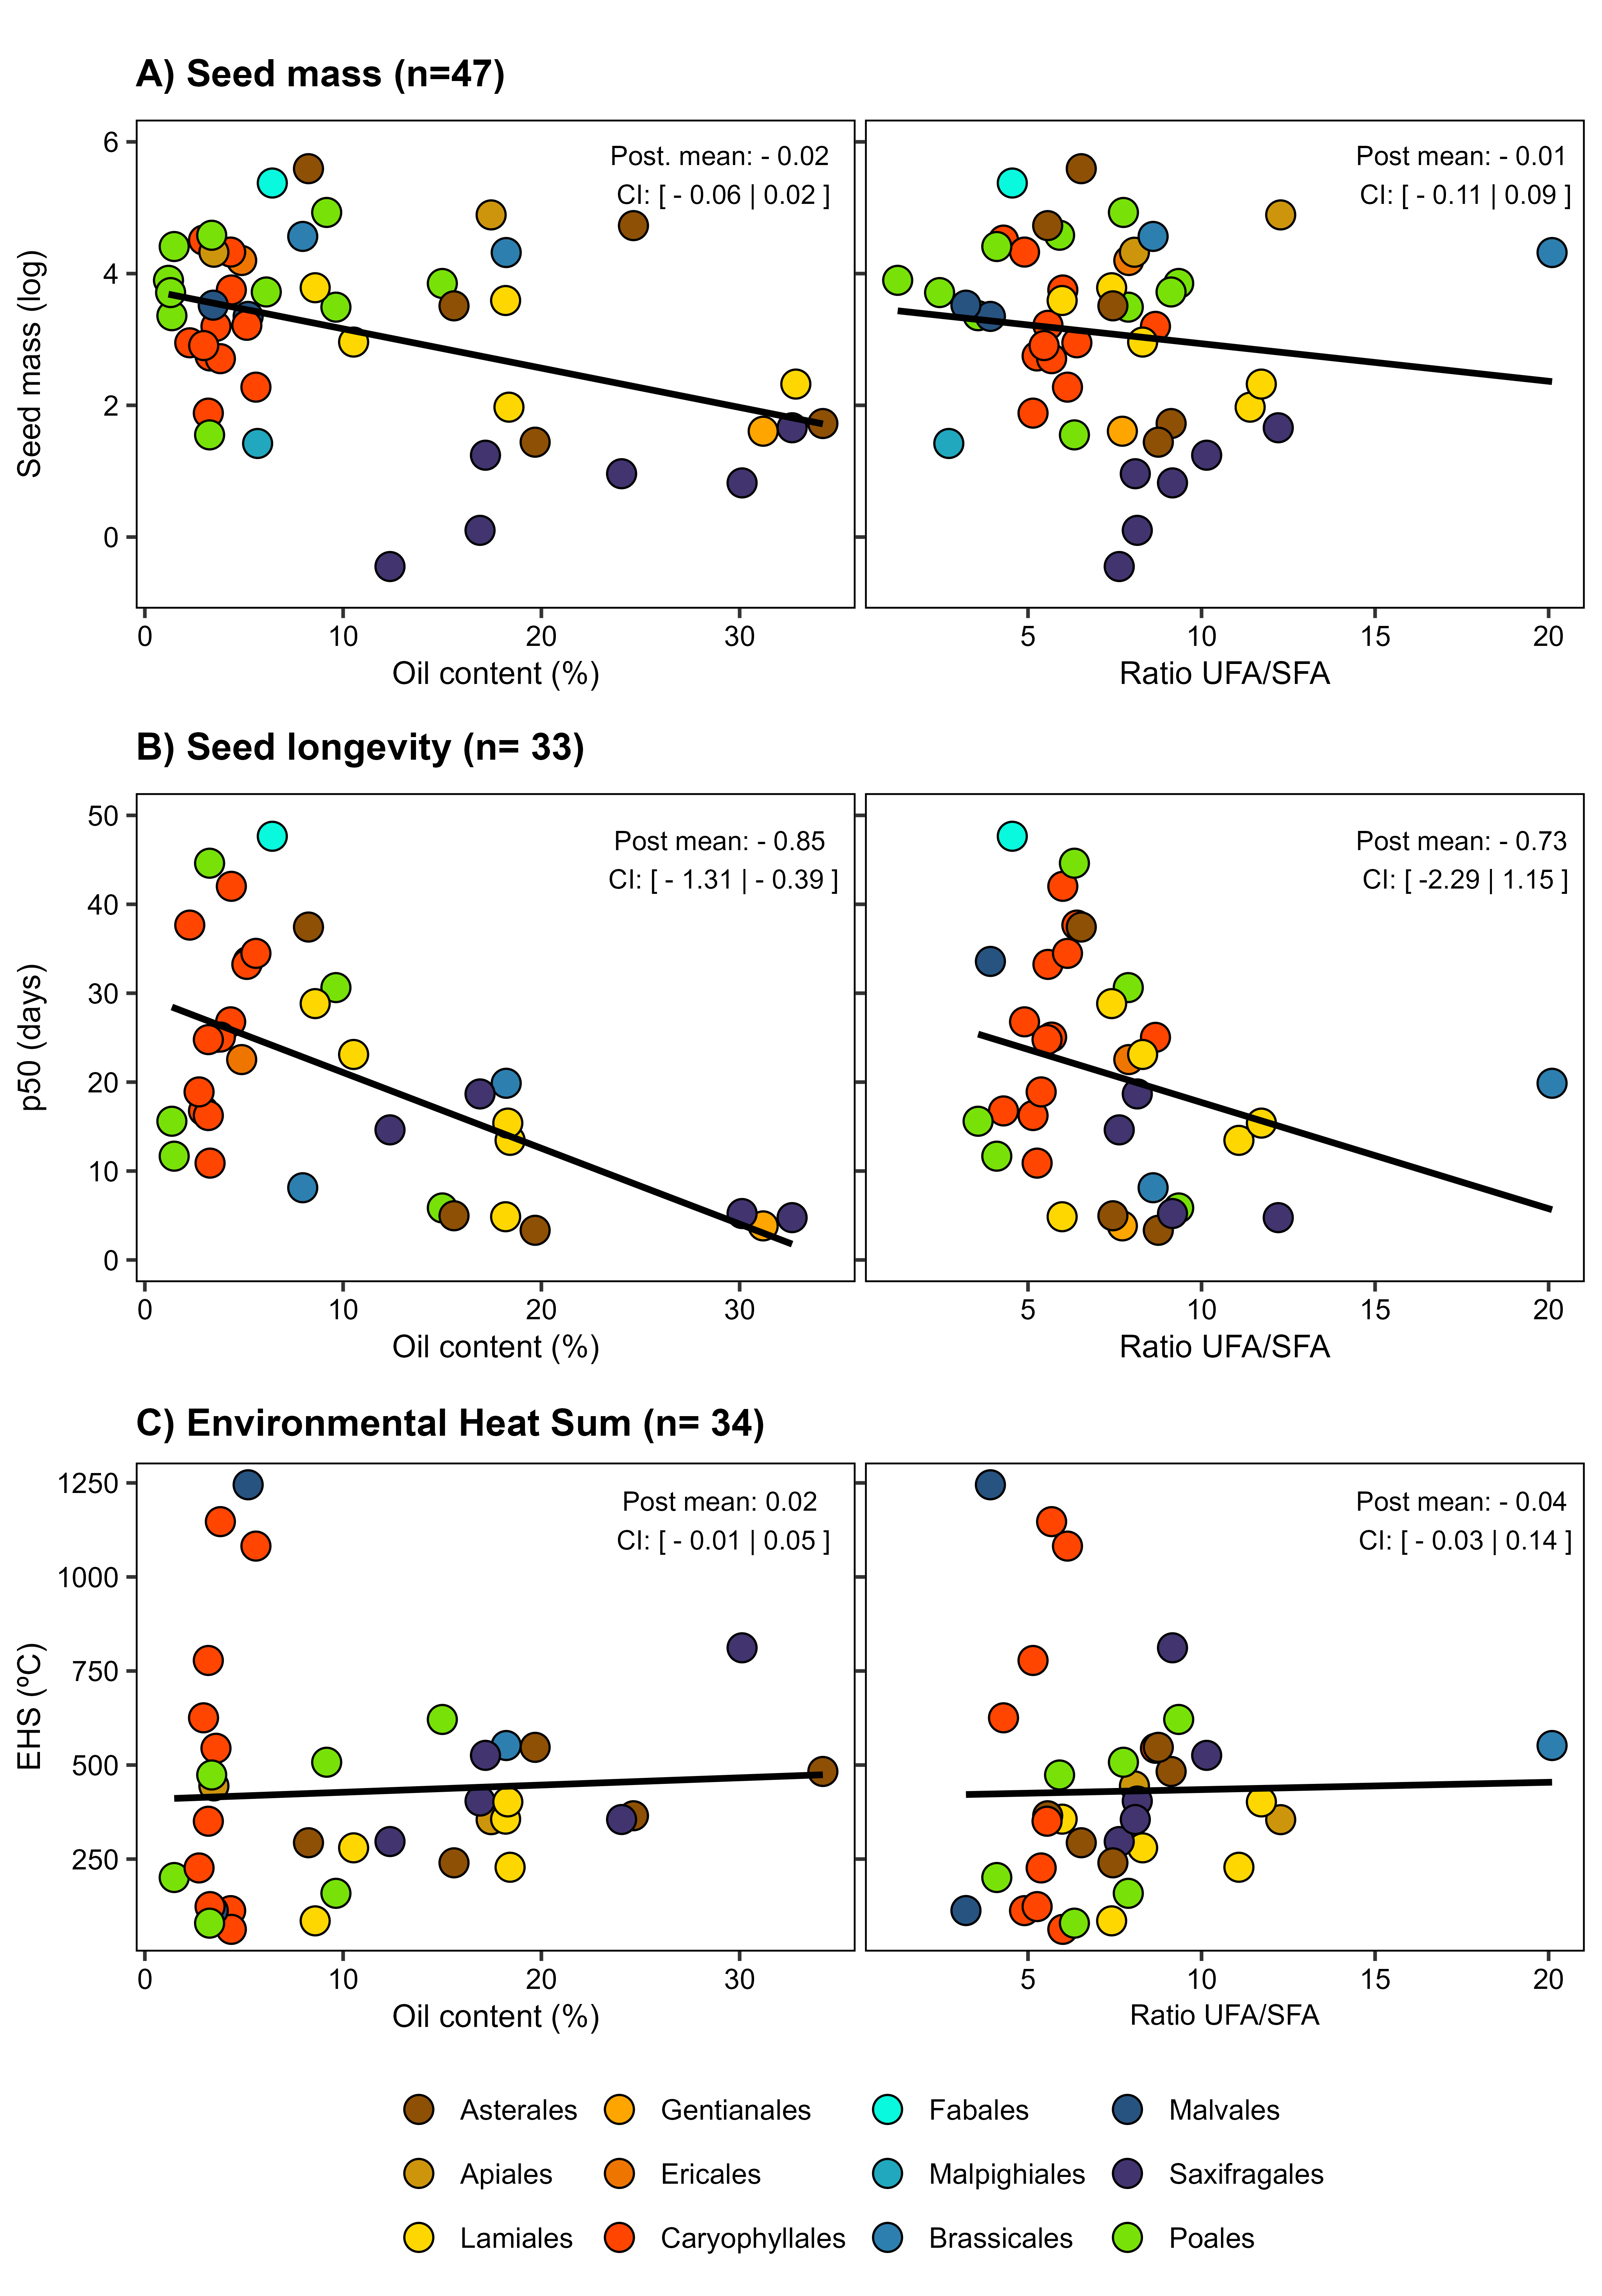 A) Seed mass (n=47)
Post. mean: - 0.02
CI: [ - 0.06 | 0.02 ]
Post mean: - 0.01
CI: [ - 0.11 | 0.09 ]
Seed mass (log)
6
4
2
0
0 10 20 30
5 10 15 20
Oil content (%)
Ratio UFA/SFA
B) Seed longevity (n= 33)
Post mean: - 0.85
CI: [ - 1.31 | - 0.39 ]
Post mean: - 0.73
CI: [ -2.29 | 1.15 ]
p50 (days)
50
40
30
20
10
0
0 10 20 30
5 10 15 20
Oil content (%)
Ratio UFA/SFA
C) Environmental Heat Sum (n= 34)
Post mean: 0.02
CI: [ - 0.01 | 0.05 ]
Post mean: - 0.04
CI: [ - 0.03 | 0.14 ]
EHS (ºC)
1250
1000
750
500
250
0 10 20 30
5 10 15 20
Oil content (%)
Ratio UFA/SFA
Asterales Gentianales Fabales Malvales
Apiales Ericales Malpighiales Saxifragales
Lamiales Caryophyllales Brassicales Poales